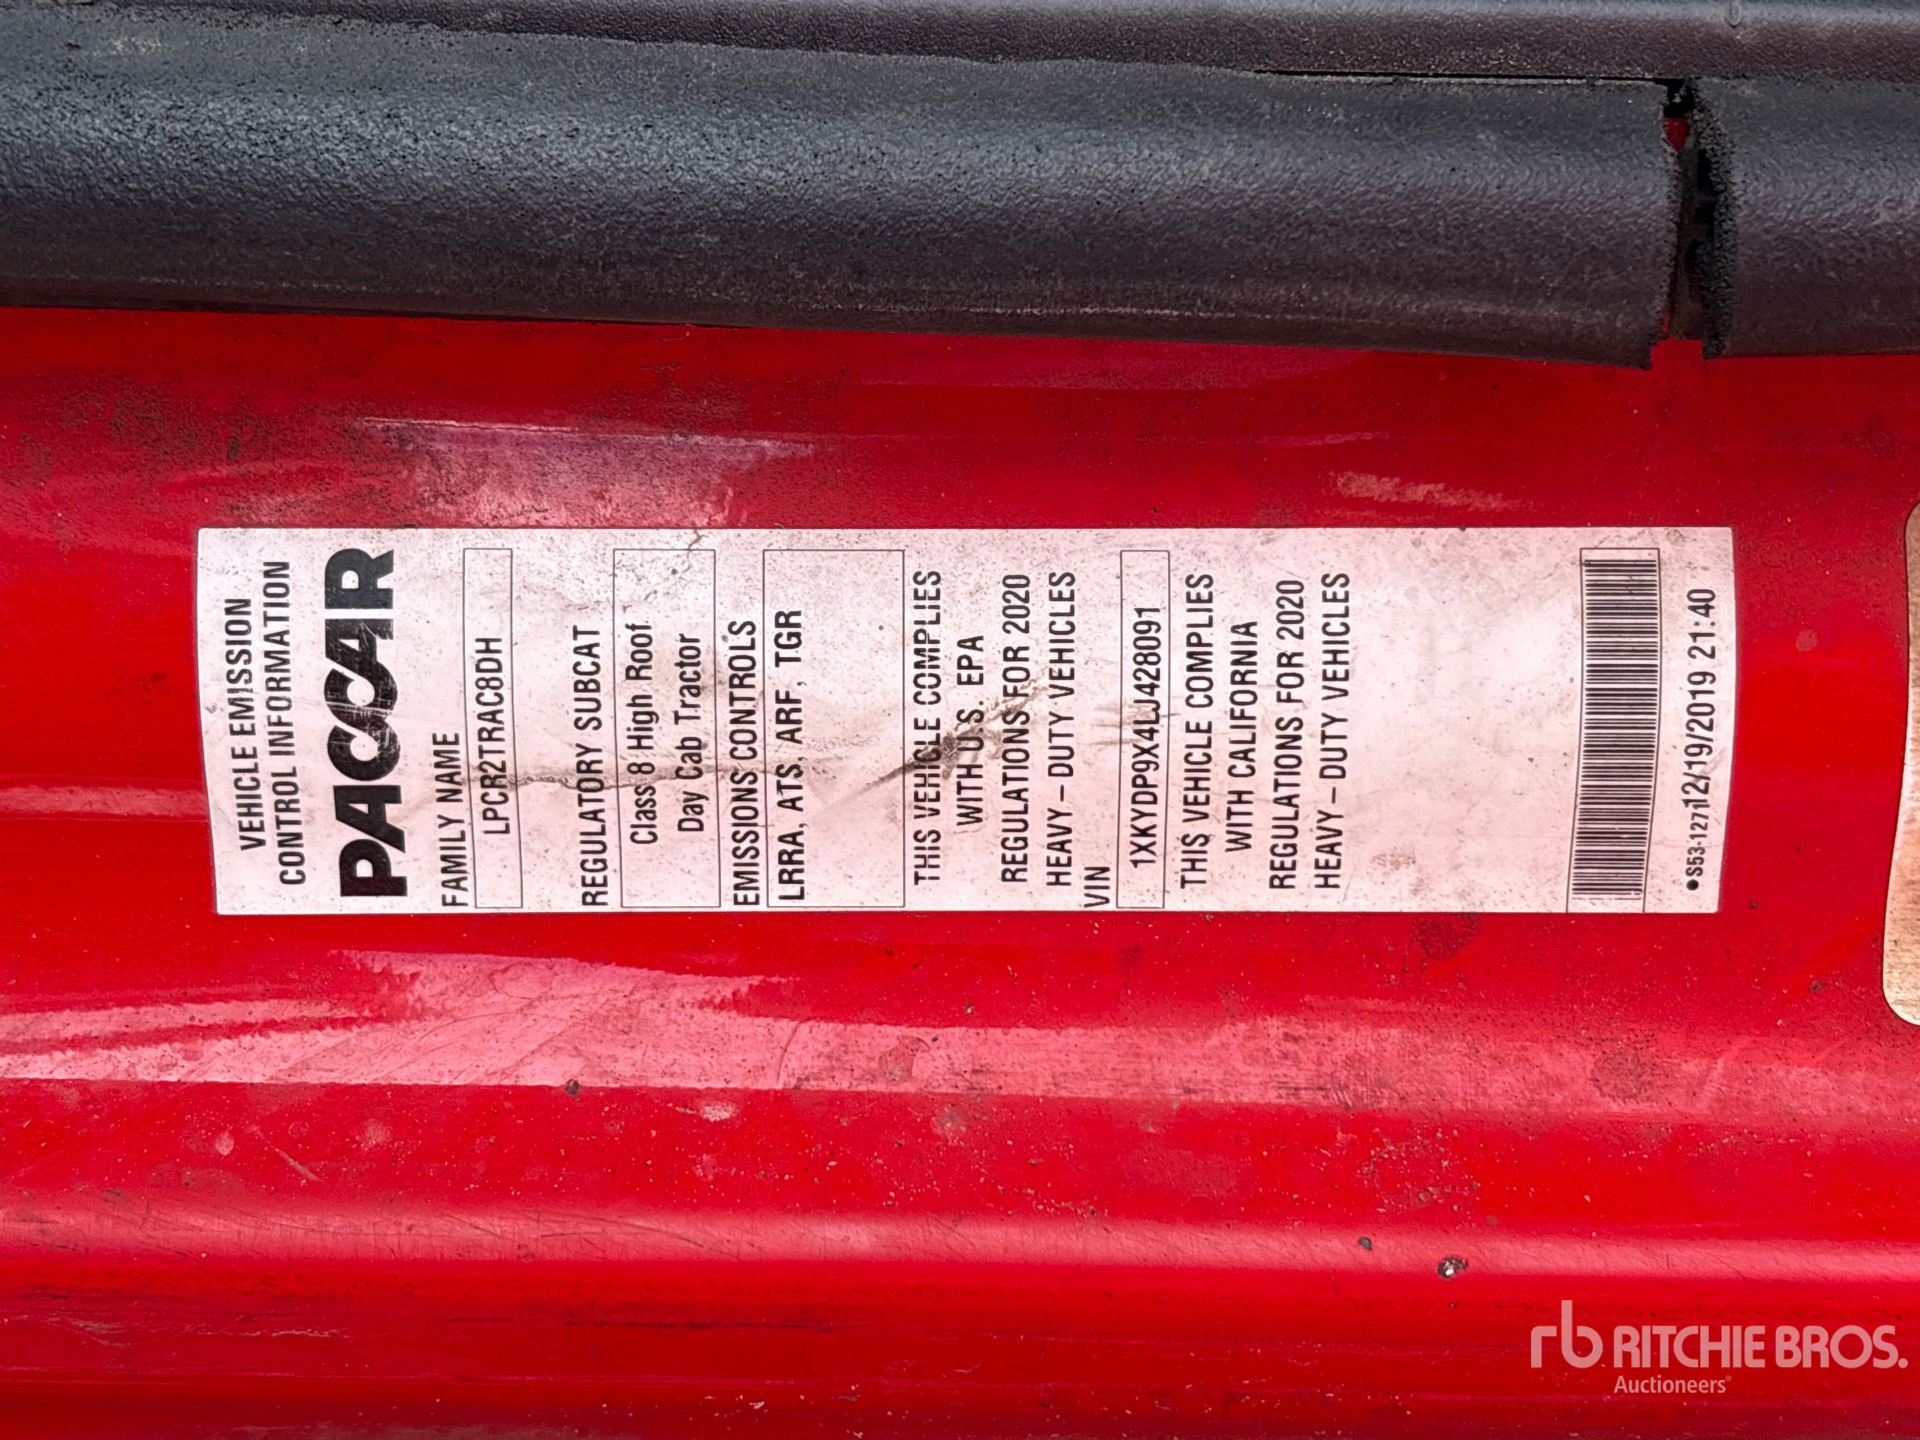 VEHICLE EMISSION
CONTROL INFORMATION
PACCAR
FAMILY NAME
LPCR2TRAC8DH
REGULATORY SUBCAT
Class 8 High Roof
Day Cab Tractor
EMISSIONS CONTROLS
LRRA, ATS, ARF, TGR
THIS VEHICLE COMPLIES
WITH U.S. EPA
REGULATIONS FOR 2020
HEAVY-DUTY VEHICLES
VIN
1XKYDP9X4LJ428091
THIS VEHICLE COMPLIES
WITH CALIFORNIA
REGULATIONS FOR 2020
HEAVY-DUTY VEHICLES
•S53-1271 12/19/2019 21:40
rb RITCHIE BROS.
Auctioneers®